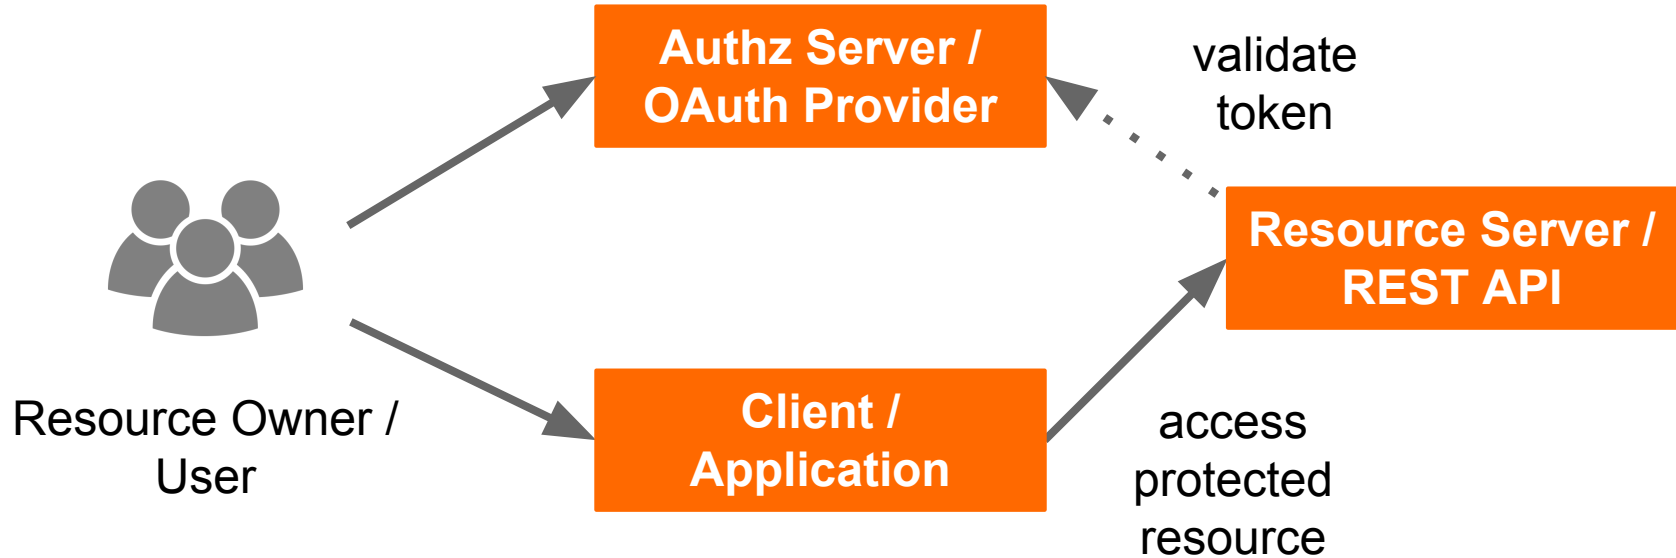 Authz Server /
OAuth Provider
validate
token
Resource Server /
REST API
Resource Owner /
User
Client /
Application
access
protected
resource